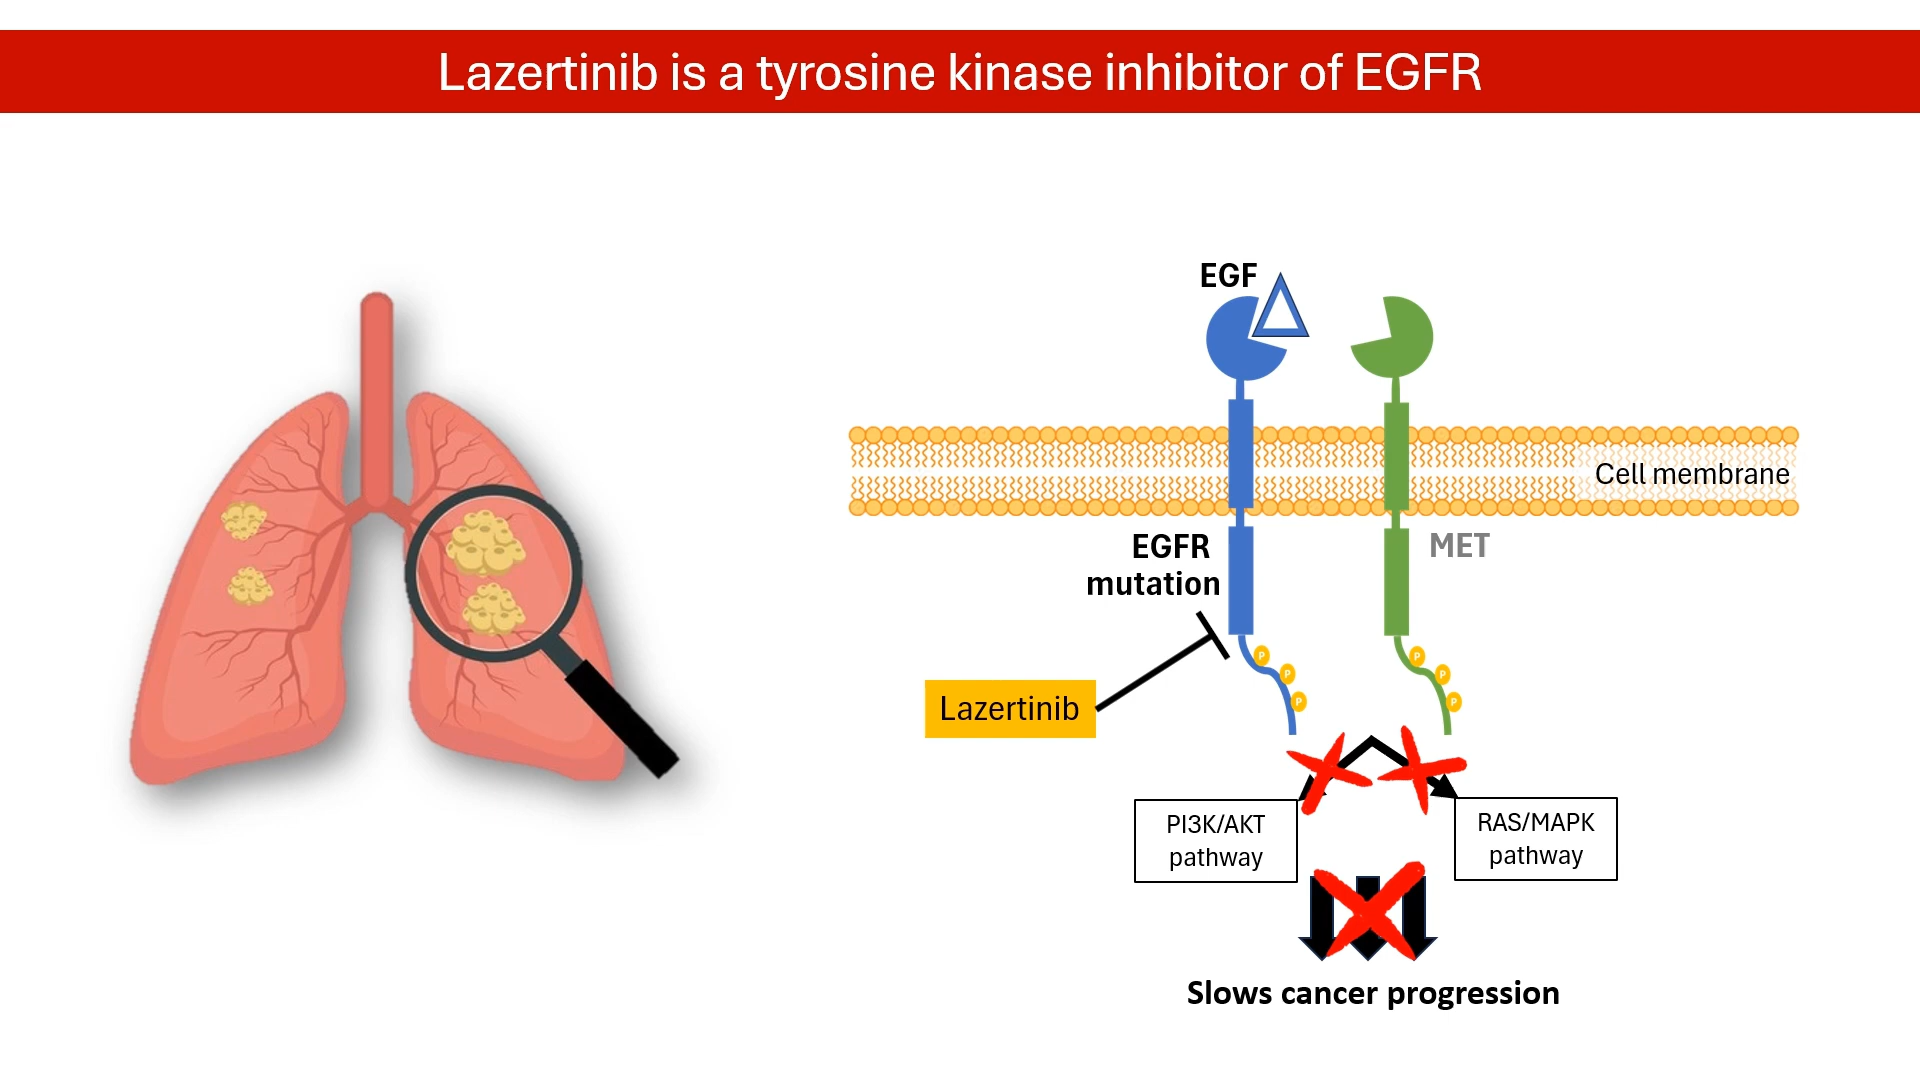 Lazertinib is a tyrosine kinase inhibitor of EGFR
EGF
Cell membrane
EGFR
mutation
MET
P
P
P
P
P
P
Lazertinib
PI3K/AKT
pathway
RAS/MAPK
pathway
Slows cancer progression